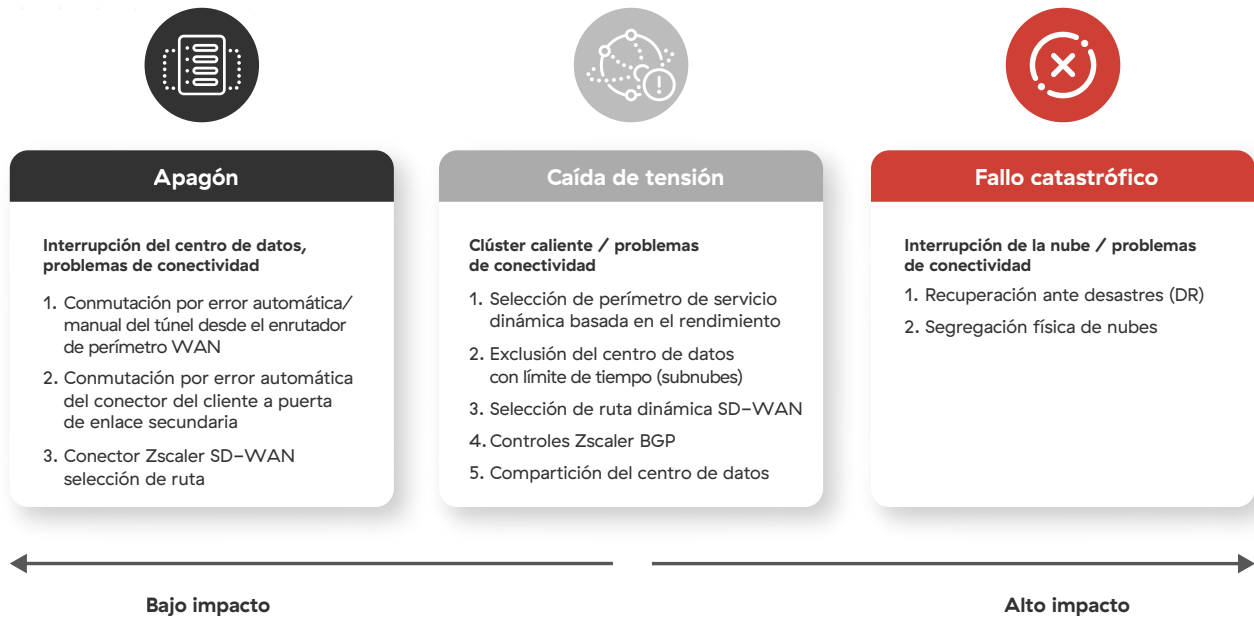 Apagón
Interrupción del centro de datos,
problemas de conectividad
1. Conmutación por error automática/
manual del túnel desde el enrutador
de perímetro WAN
2. Conmutación por error automática
del conector del cliente a puerta
de enlace secundaria
3. Conector Zscaler SD-WAN
selección de ruta
Caída de tensión
Clúster caliente / problemas
de conectividad
1. Selección de perímetro de servicio
dinámica basada en el rendimiento
2. Exclusión del centro de datos
con límite de tiempo (subnubes)
3. Selección de ruta dinámica SD-WAN
4. Controles Zscaler BGP
5. Compartición del centro de datos
Fallo catastrófico
Interrupción de la nube / problemas
de conectividad
1. Recuperación ante desastres (DR)
2. Segregación física de nubes
Bajo impacto
Alto impacto